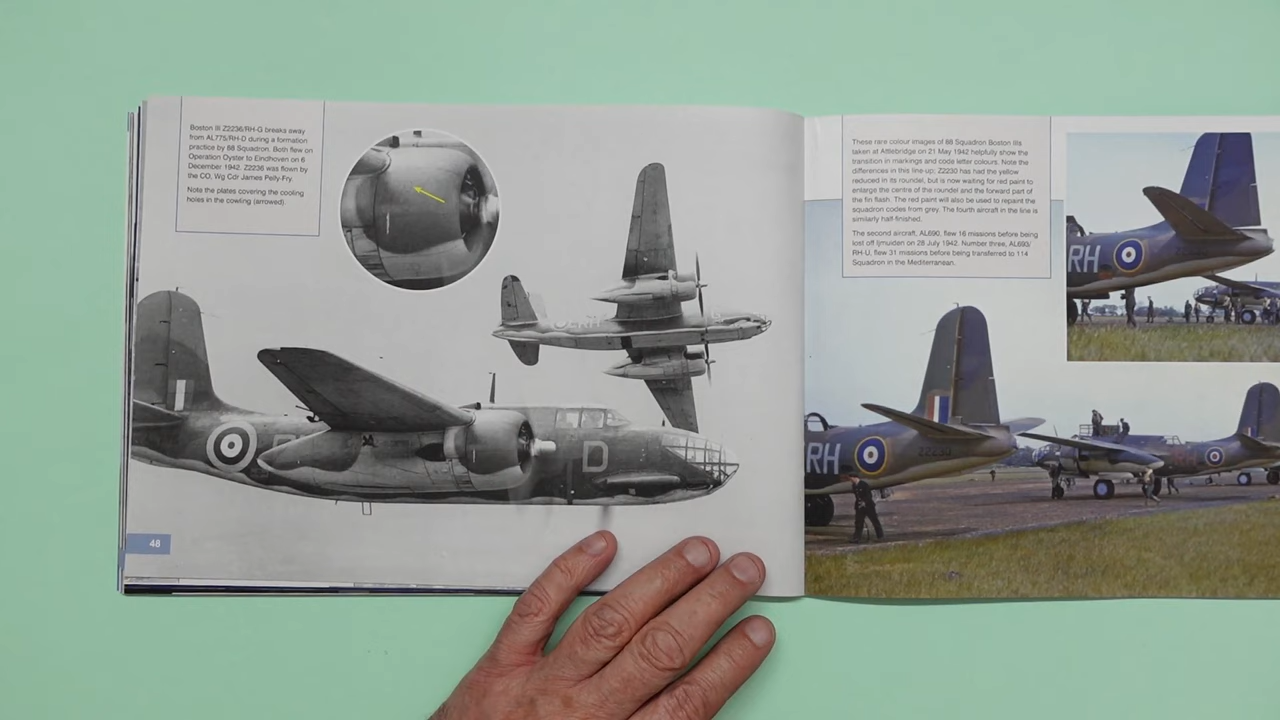 Boston III Z2236/RH-G breaks away
from AL775/RH-D during a formation
practice by 88 Squadron. Both flew on
Operation Oyster to Eindhoven on 6
December 1942. Z2236 was flown by
the CO, Wg Cdr James Pelly-Fry.
Note the plates covering the cooling
holes in the cowling (arrowed).
D
48
These rare colour images of 88 Squadron Boston IIIs
taken at Attlebridge on 21 May 1942 helpfully show the
transition in markings and code letter colours. Note the
differences in this line-up; Z2230 has had the yellow
reduced in its roundel, but is now waiting for red paint to
enlarge the centre of the roundel and the forward part of
the fin flash. The red paint will also be used to repaint the
squadron codes from grey. The fourth aircraft in the line is
similarly half-finished.
The second aircraft, AL690, flew 16 missions before being
lost off Ijmuiden on 28 July 1942. Number three, AL693/
RH-U, flew 31 missions before being transferred to 114
Squadron in the Mediterranean.
RH
RH
Z2230